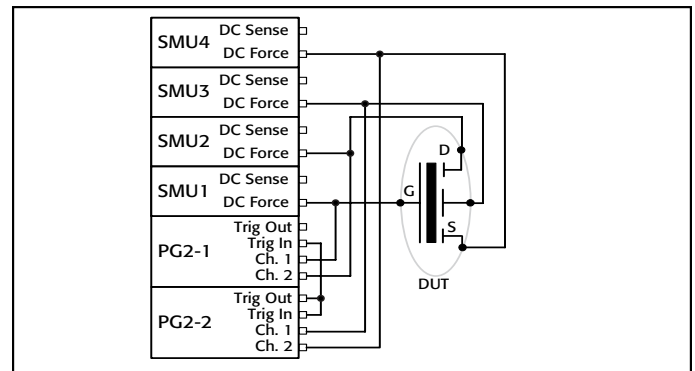 SMU4
DC Sense
DC Force
SMU3
DC Sense
DC Force
SMU2
DC Sense
DC Force
SMU1
DC Sense
DC Force
PG2-1
Trig Out
Trig In
Ch. 1
Ch. 2
PG2-2
Trig Out
Trig In
Ch. 1
Ch. 2
D
G
S
DUT